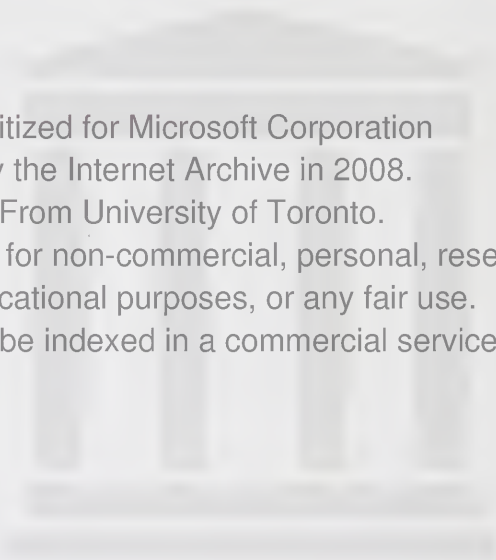 itized for Microsoft Corporation
the Internet Archive in 2008.
From University of Toronto.
for non-commercial, personal, rese
cational purposes, or any fair use.
be indexed in a commercial service